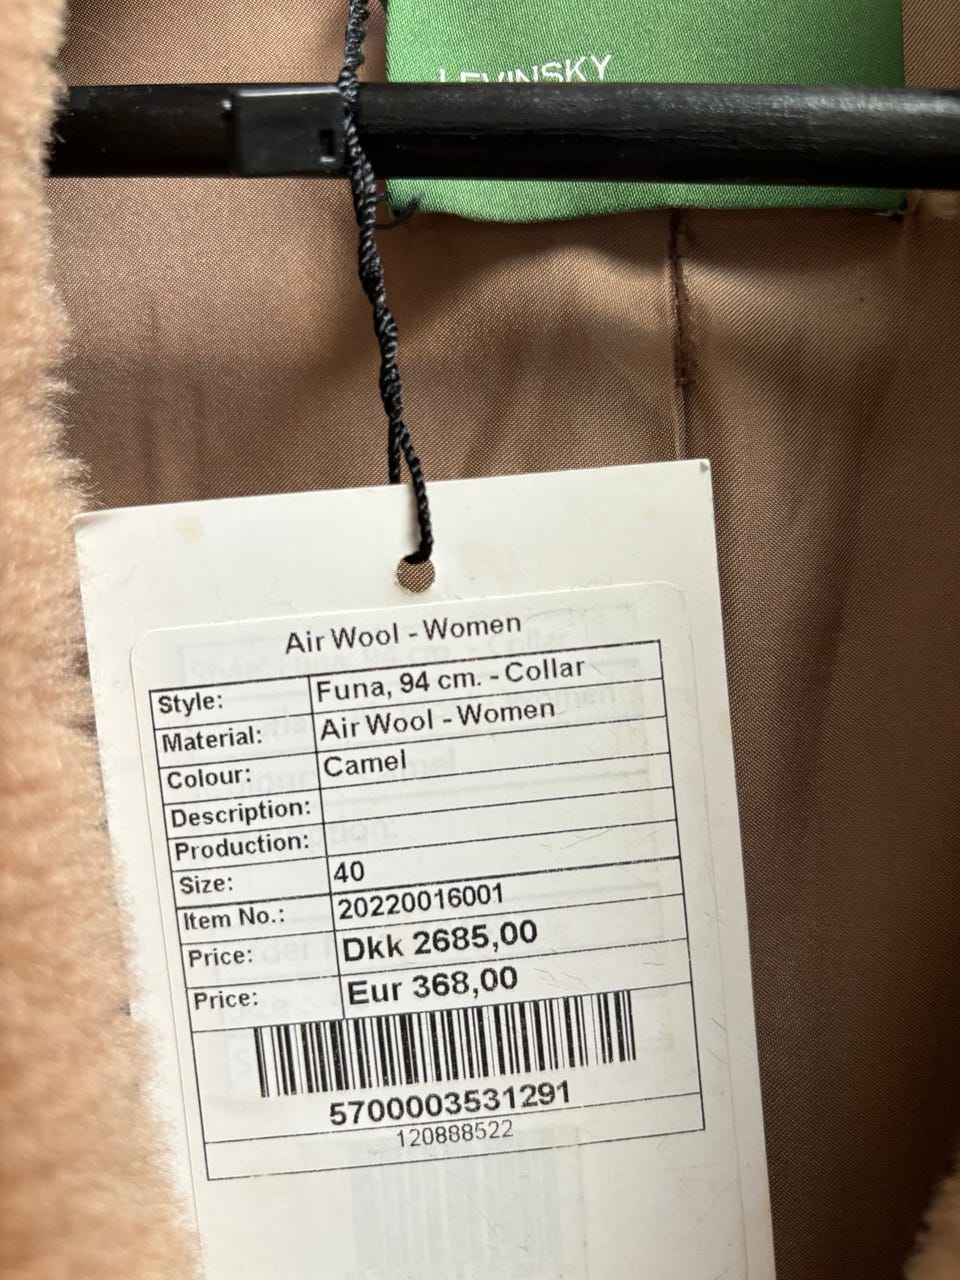 LEVINSKY
Air Wool - Women
Style: Funa, 94 cm. - Collar
Material: Air Wool - Women
Colour: Camel
Description:
Production:
Size: 40
Item No.: 20220016001
Price: Dkk 2685,00
Price: Eur 368,00
5700003531291
120888522